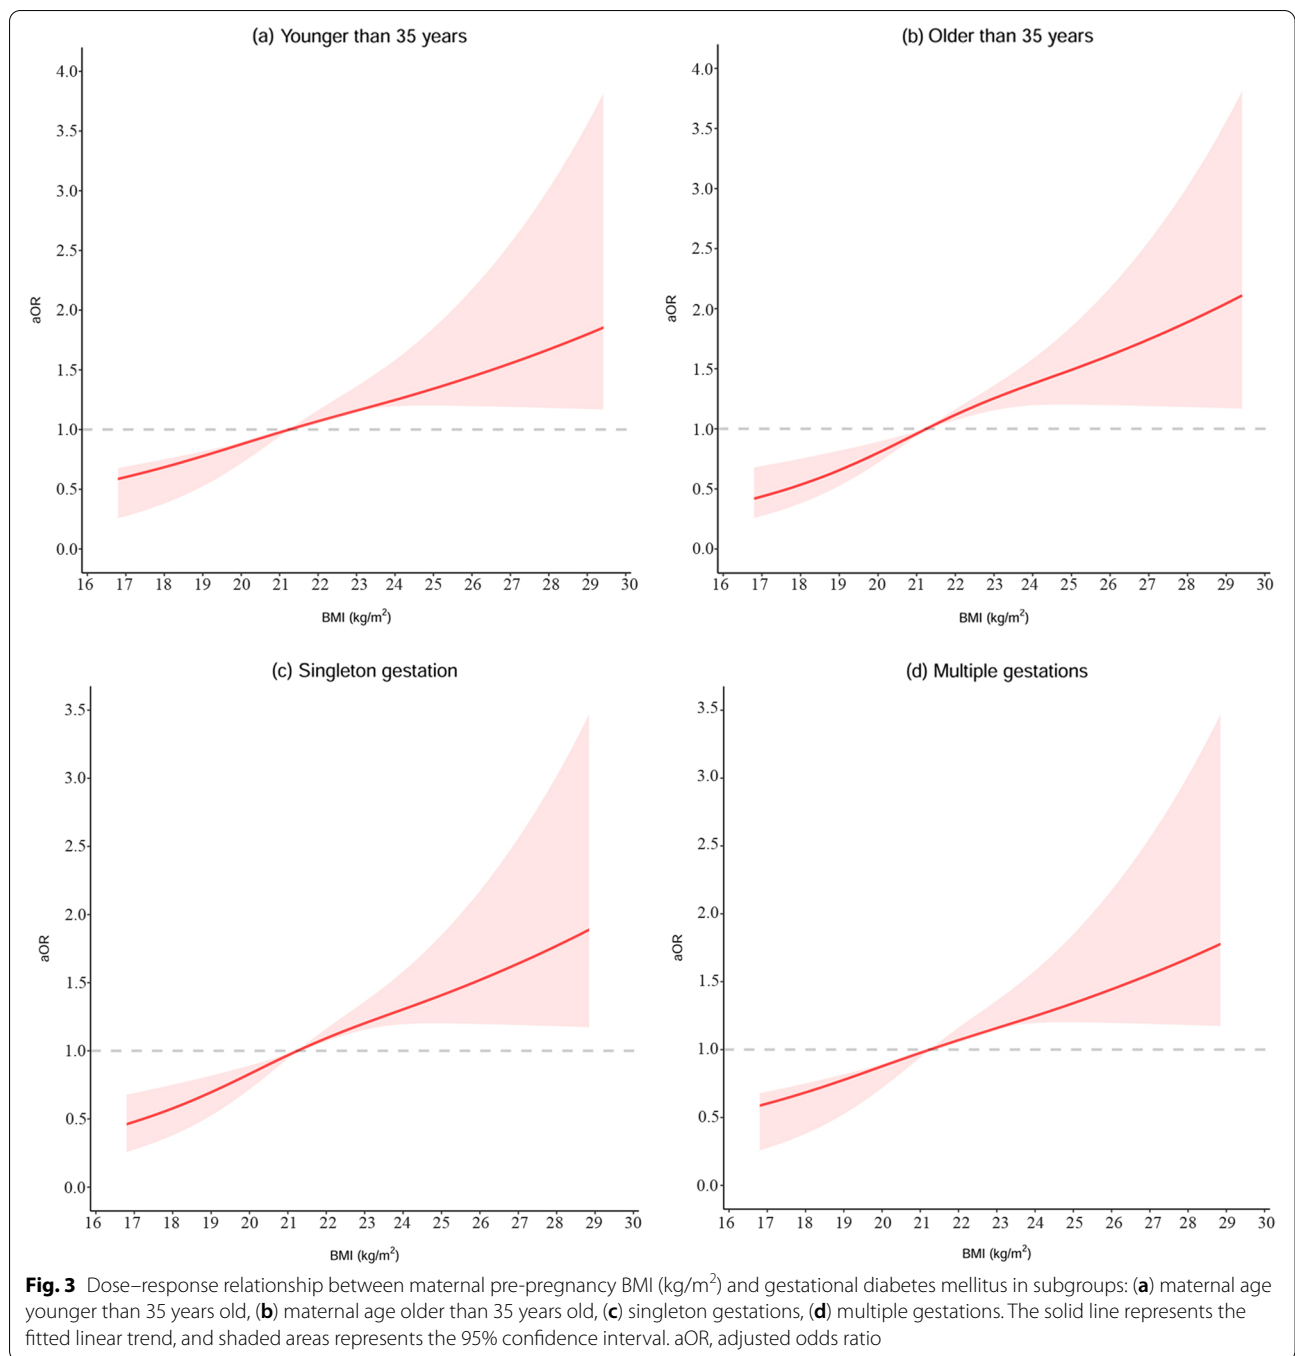 (a) Younger than 35 years
4.0
3.5
3.0
2.5
2.0
1.5
1.0
0.5
0.0
aOR
16 17 18 19 20 21 22 23 24 25 26 27 28 29 30
BMI (kg/m²)
(b) Older than 35 years
4.0
3.5
3.0
2.5
2.0
1.5
1.0
0.5
0.0
aOR
16 17 18 19 20 21 22 23 24 25 26 27 28 29 30
BMI (kg/m²)
(c) Singleton gestation
3.5
3.0
2.5
2.0
1.5
1.0
0.5
0.0
aOR
16 17 18 19 20 21 22 23 24 25 26 27 28 29 30
BMI (kg/m²)
(d) Multiple gestations
3.5
3.0
2.5
2.0
1.5
1.0
0.5
0.0
aOR
16 17 18 19 20 21 22 23 24 25 26 27 28 29 30
BMI (kg/m²)
Fig. 3 Dose–response relationship between maternal pre-pregnancy BMI (kg/m²) and gestational diabetes mellitus in subgroups: (a) maternal age
younger than 35 years old, (b) maternal age older than 35 years old, (c) singleton gestations, (d) multiple gestations. The solid line represents the
fitted linear trend, and shaded areas represents the 95% confidence interval. aOR, adjusted odds ratio